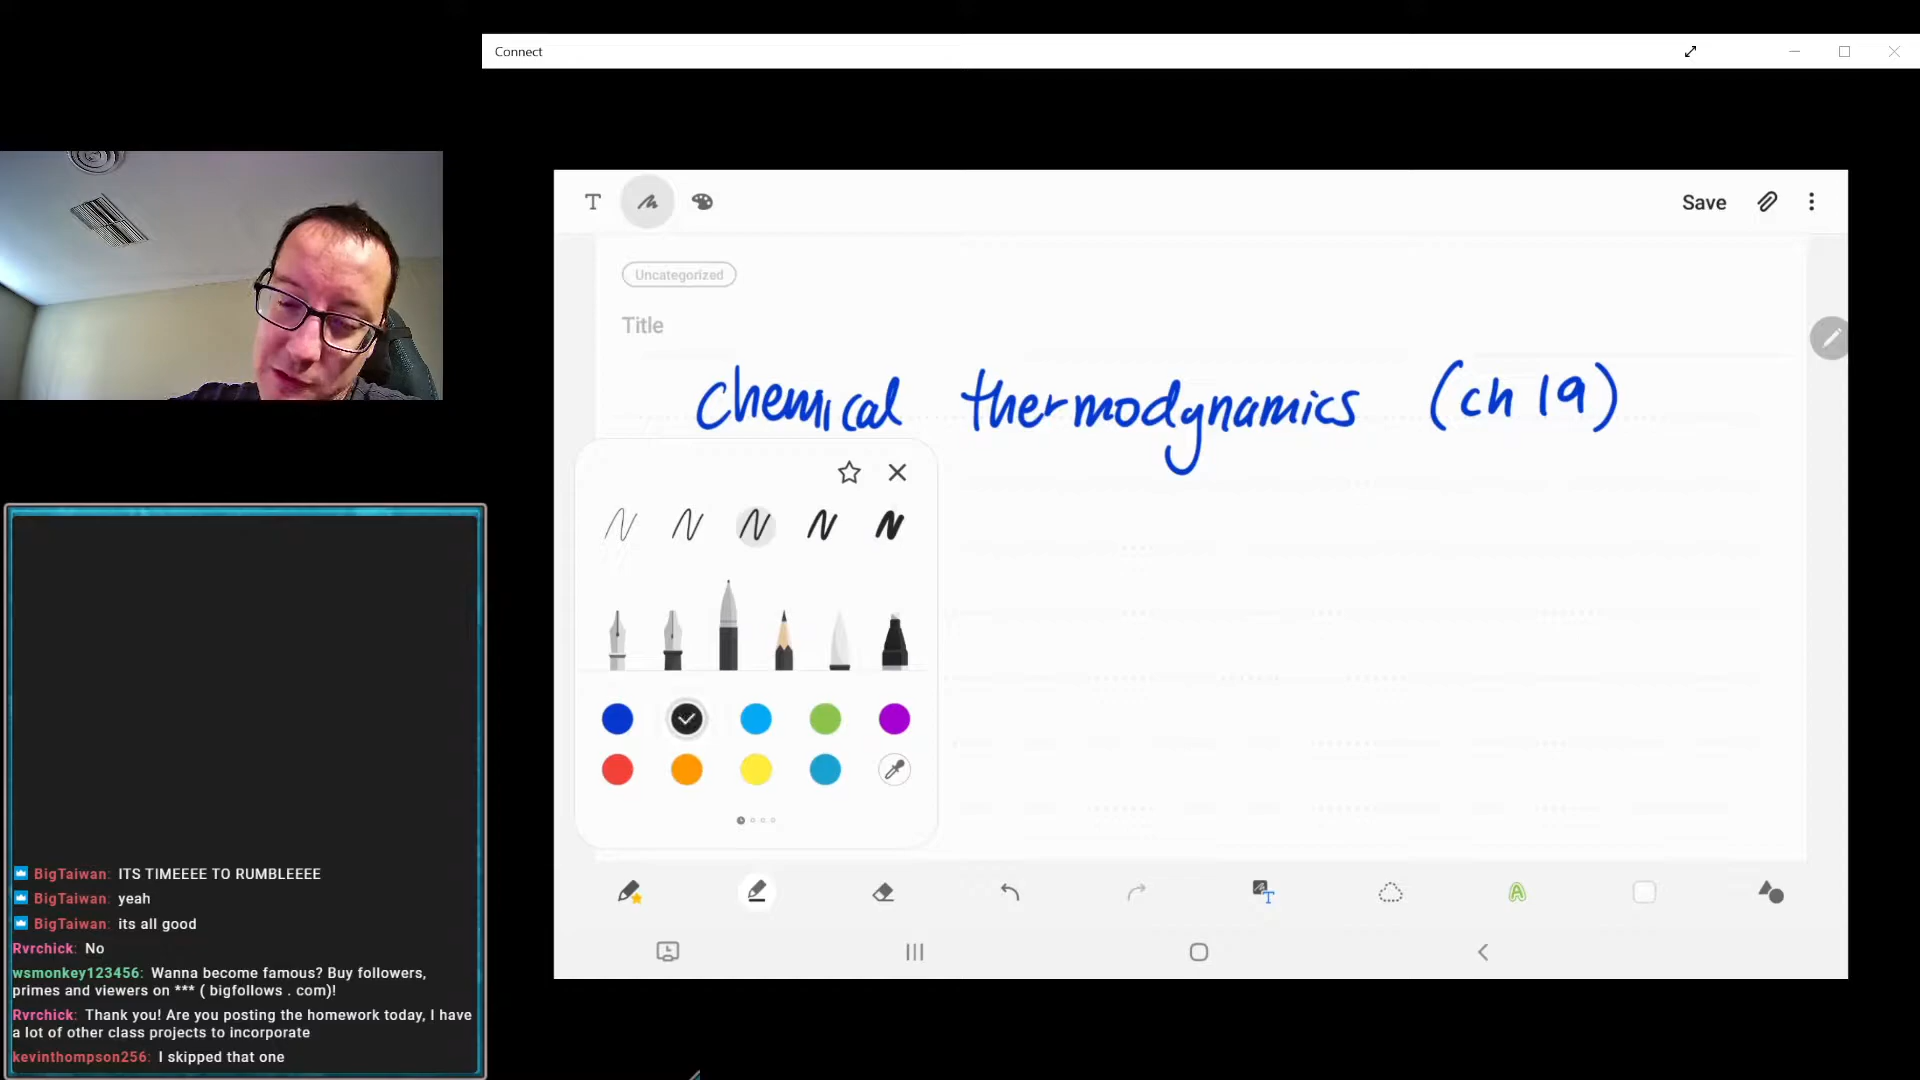 Connect
T
Save
Uncategorized
Title
chemical thermodynamics (ch 19)
BigTaiwan: ITS TIMEEEE TO RUMBLEEEE
BigTaiwan: yeah
BigTaiwan: its all good
Rvrchick: No
wsmonkey123456: Wanna become famous? Buy followers,
primes and viewers on *** ( bigfollows . com)!
Rvrchick: Thank you! Are you posting the homework today, I have
a lot of other class projects to incorporate
kevinthompson256: I skipped that one